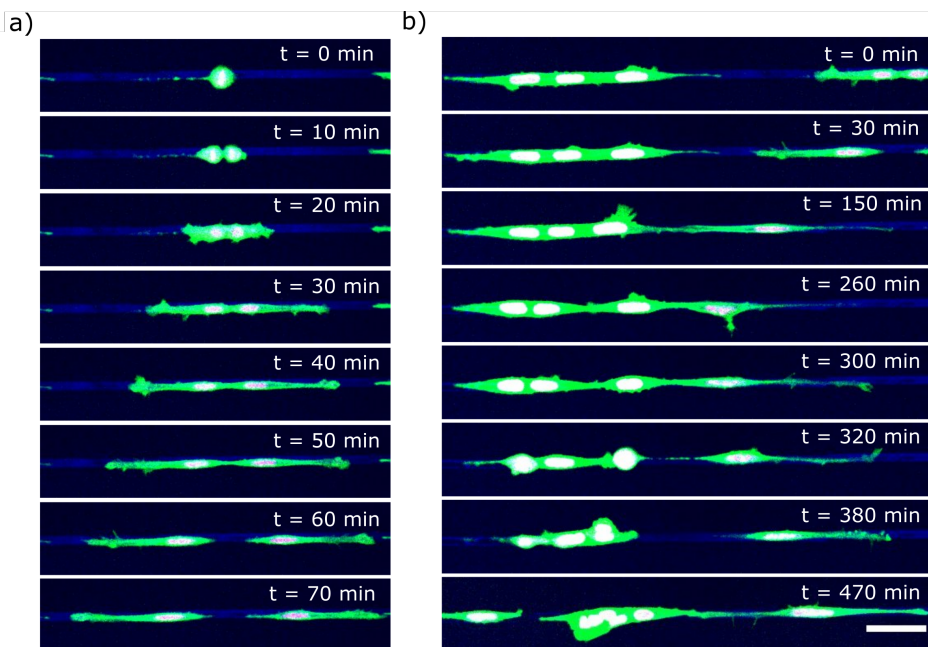 a)
t = 0 min
t = 10 min
t = 20 min
t = 30 min
t = 40 min
t = 50 min
t = 60 min
t = 70 min
b)
t = 0 min
t = 30 min
t = 150 min
t = 260 min
t = 300 min
t = 320 min
t = 380 min
t = 470 min